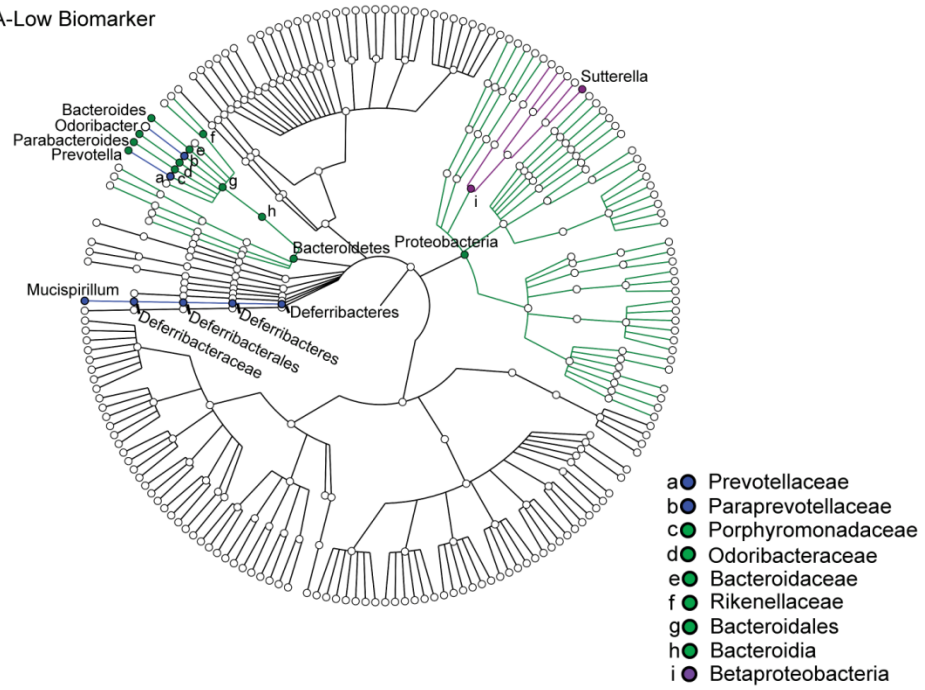 A-Low Biomarker
Sutterella
Bacteroides
Odoribacter
Parabacteroides
Prevotella
f
e
b
d
a
c
g
i
h
Bacteroidetes
Proteobacteria
Mucispirillum
Deferribacteres
Deferribacteres
Deferribacterales
Deferribacteraceae
a Prevotellaceae
b Paraprevotellaceae
c Porphyromonadaceae
d Odoribacteraceae
e Bacteroidaceae
f Rikenellaceae
g Bacteroidales
h Bacteroidia
i Betaproteobacteria